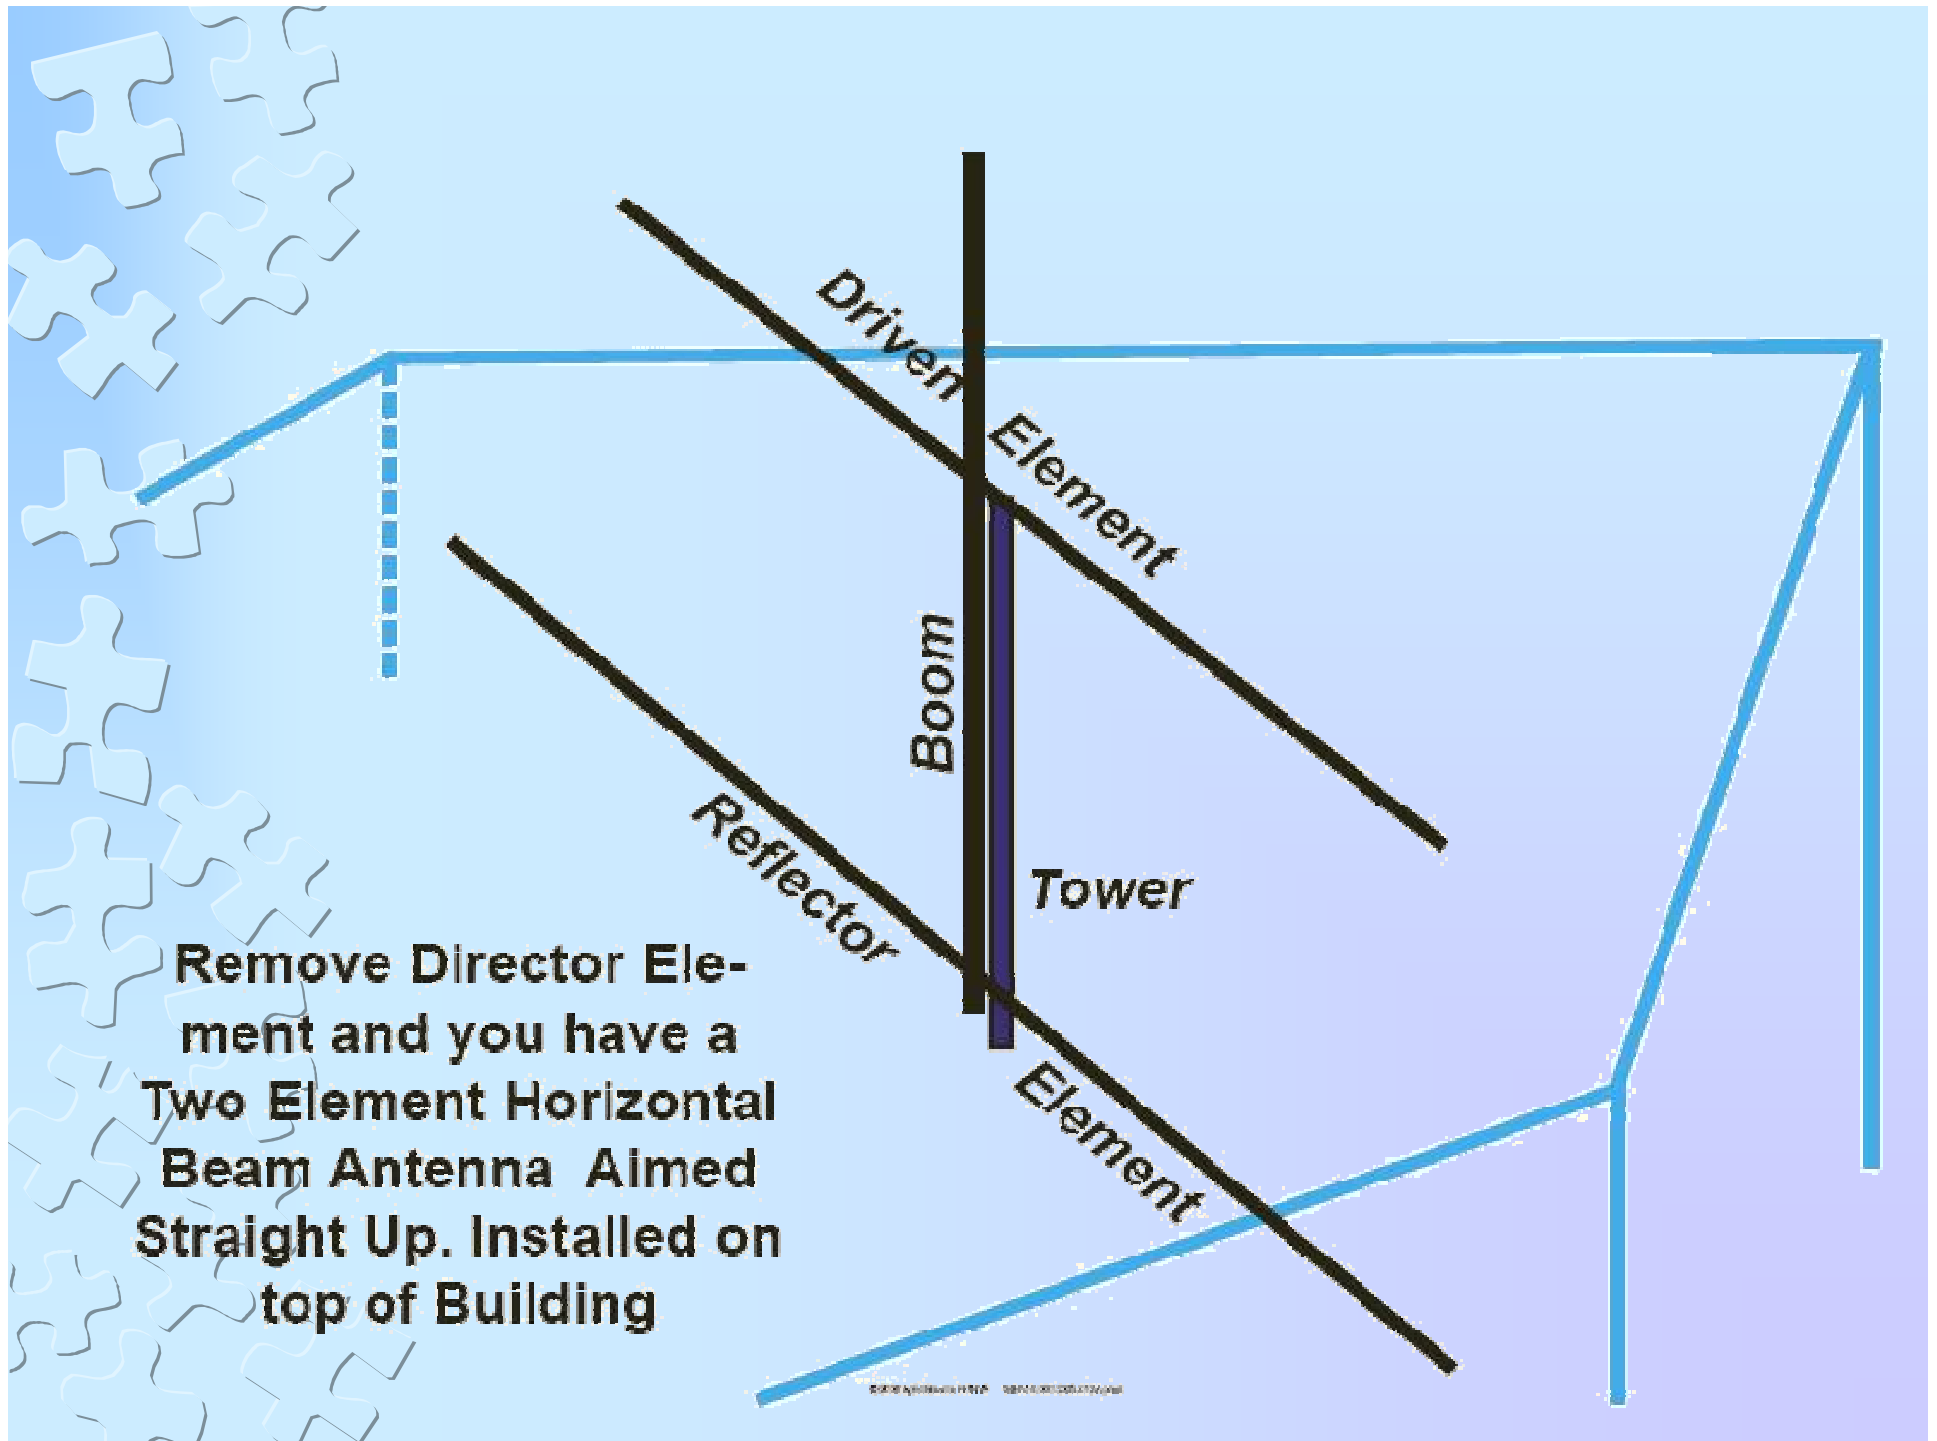 Driven Element
Boom
Tower
Reflector Element
Remove Director Ele-
ment and you have a
Two Element Horizontal
Beam Antenna Aimed
Straight Up. Installed on
top of Building